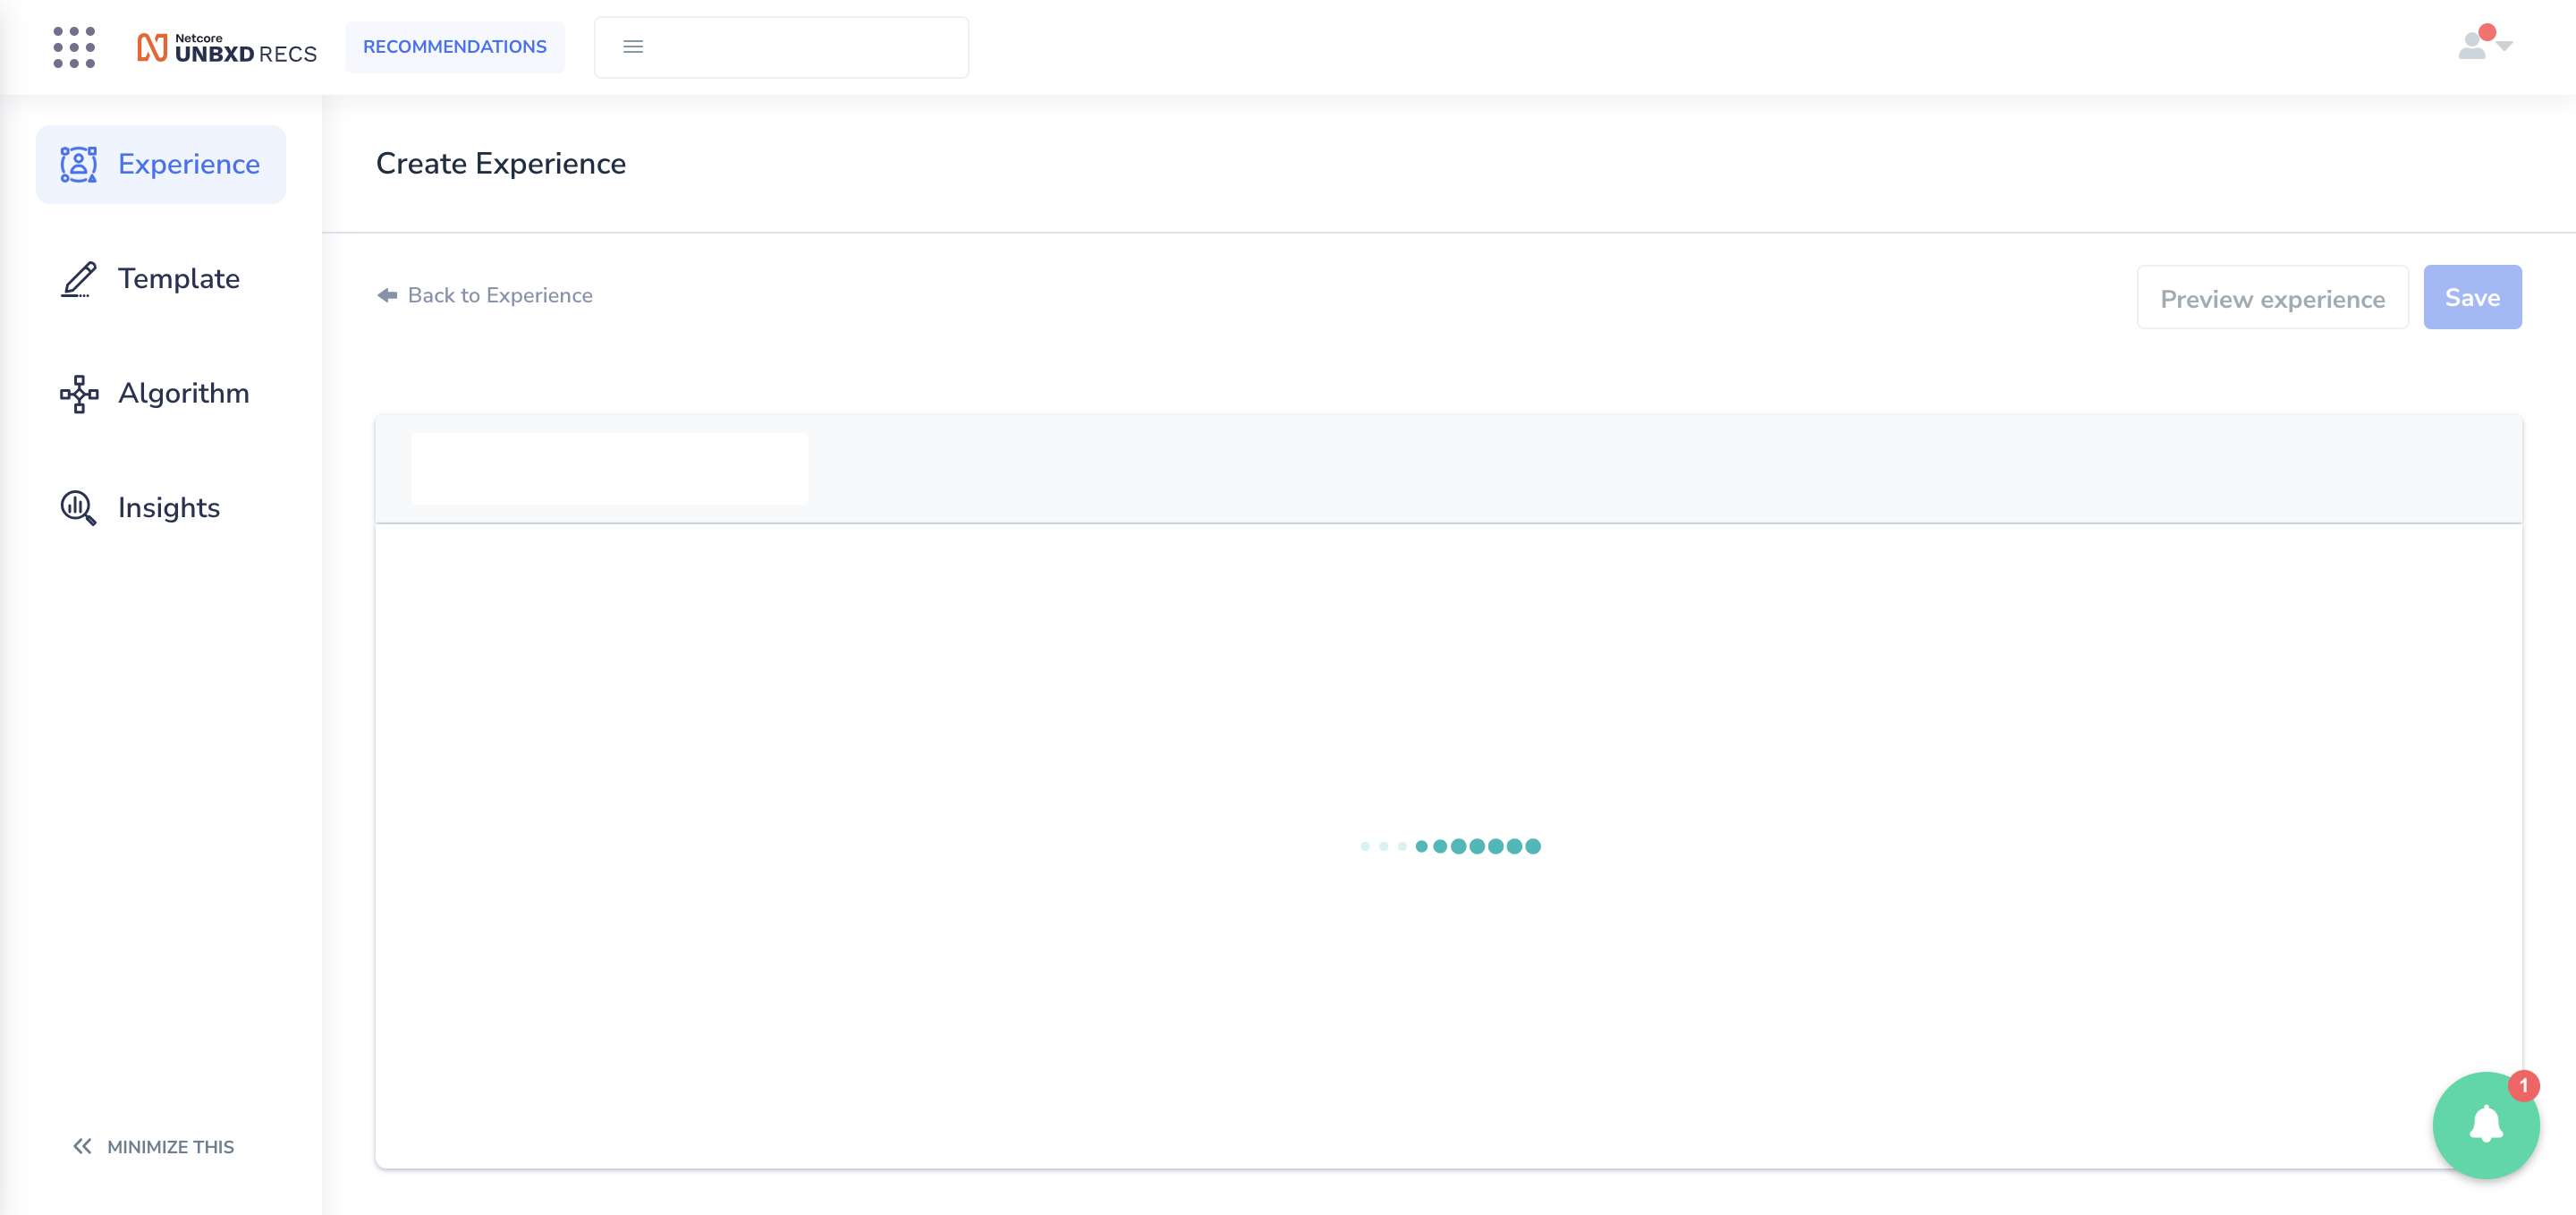 Netcore
UNBXD RECS
RECOMMENDATIONS
Experience
Template
Algorithm
Insights
MINIMIZE THIS
Create Experience
Back to Experience
Preview experience
Save
1